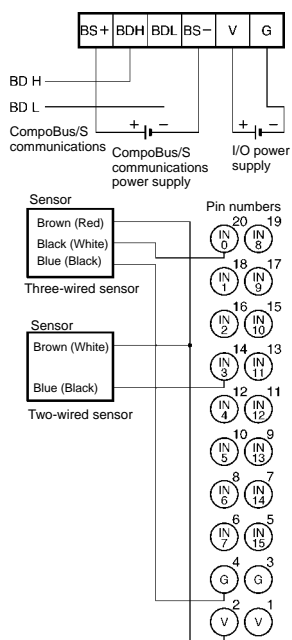 BS+ BDH BDL BS− V G
BD H
BD L
+ −
+ −
CompoBus/S
communications
CompoBus/S
communications
power supply
I/O power
supply
Sensor
Brown (Red)
Black (White)
Blue (Black)
Three-wired sensor
Sensor
Brown (White)
Blue (Black)
Two-wired sensor
Pin numbers
20 19
IN 0 IN 8
18 17
IN 1 IN 9
16 15
IN 2 IN 10
14 13
IN 3 IN 11
12 11
IN 4 IN 12
10 9
IN 5 IN 13
8 7
IN 6 IN 14
6 5
IN 7 IN 15
4 3
G G
2 1
V V